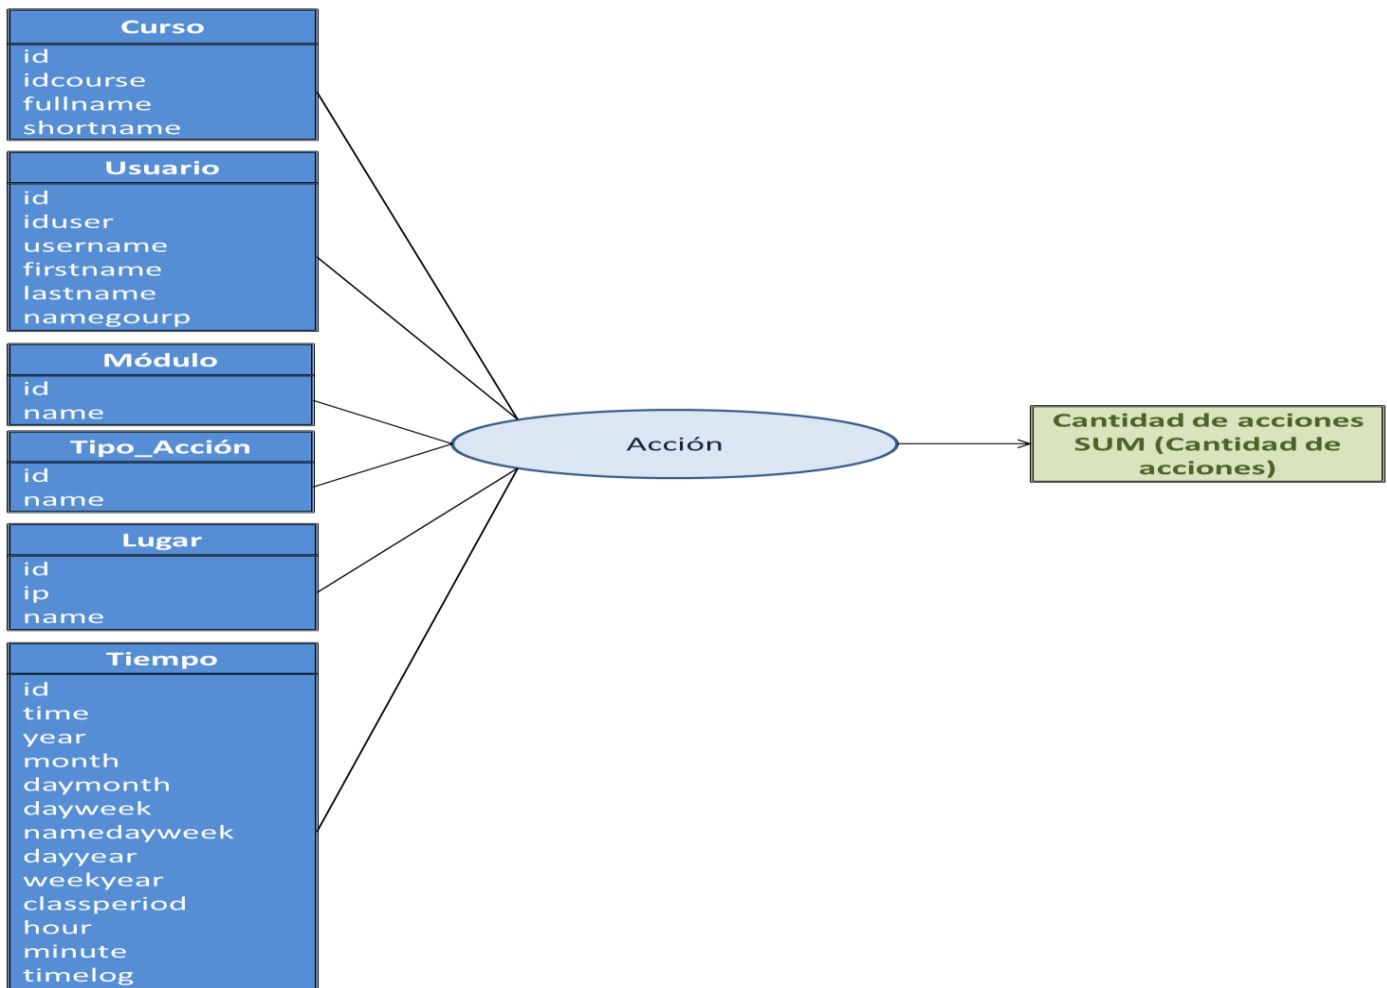 Curso
id
idcourse
fullname
shortname
Usuario
id
iduser
username
firstname
lastname
namegourp
Módulo
id
name
Tipo_Acción
id
name
Lugar
id
ip
name
Tiempo
id
time
year
month
daymonth
dayweek
namedayweek
dayyear
weekyear
classperiod
hour
minute
timelog
Acción
Cantidad de acciones
SUM (Cantidad de
acciones)